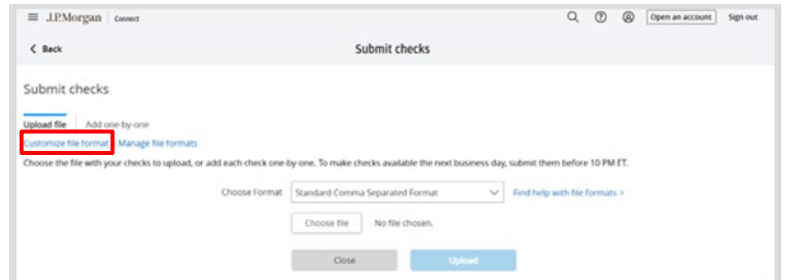 J.P.Morgan Connect Open an account Sign out
Back Submit checks
Submit checks
Upload file Add one-by-one
Customize file format Manage file formats
Choose the file with your checks to upload, or add each check one-by-one. To make checks available the next business day, submit them before 10 PM ET.
Choose Format Standard Comma Separated Format Find help with file formats
Choose file No file chosen.
Close Upload